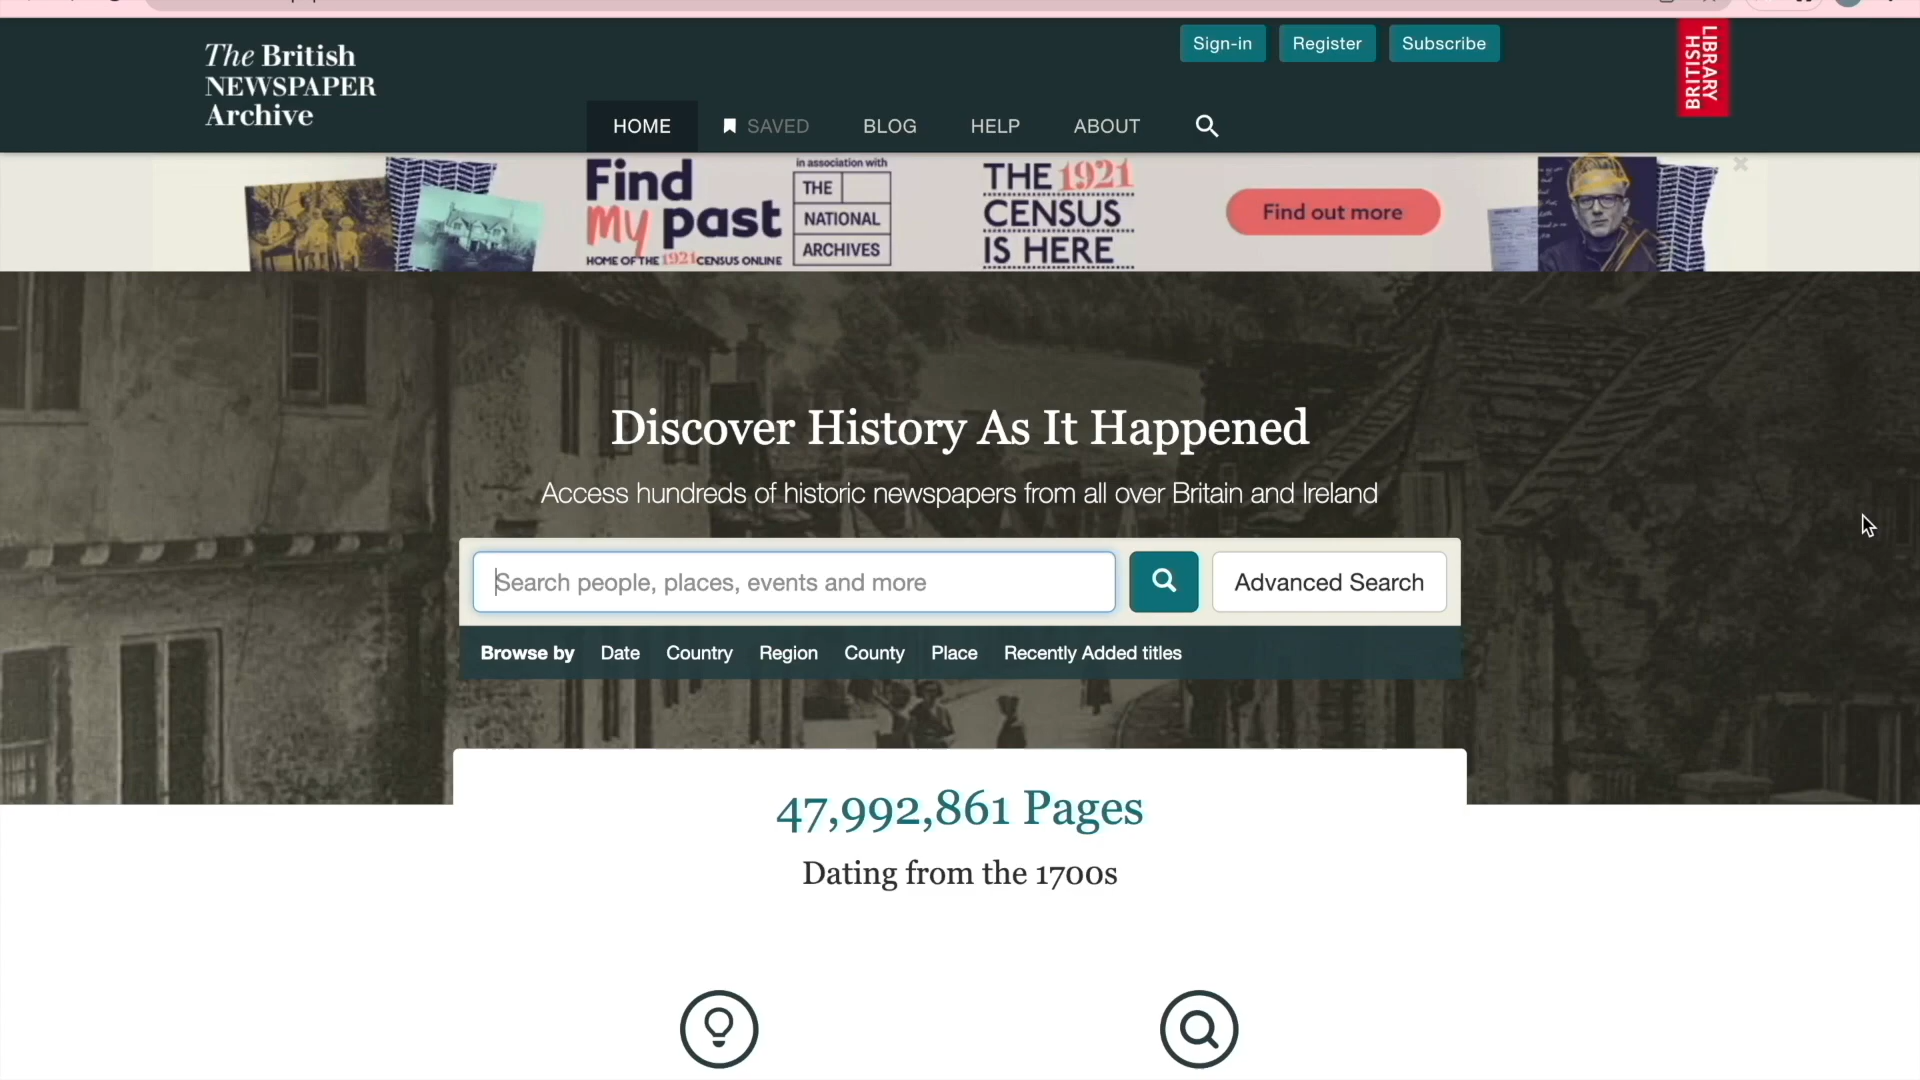 The British
NEWSPAPER
Archive
Sign-in
Register
Subscribe
BRITISH
LIBRARY
HOME
SAVED
BLOG
HELP
ABOUT
Find
my past
HOME OF THE 1921 CENSUS ONLINE
in association with
THE
NATIONAL
ARCHIVES
THE 1921
CENSUS
IS HERE
Find out more
Discover History As It Happened
Access hundreds of historic newspapers from all over Britain and Ireland
Search people, places, events and more
Advanced Search
Browse by
Date
Country
Region
County
Place
Recently Added titles
47,992,861 Pages
Dating from the 1700s